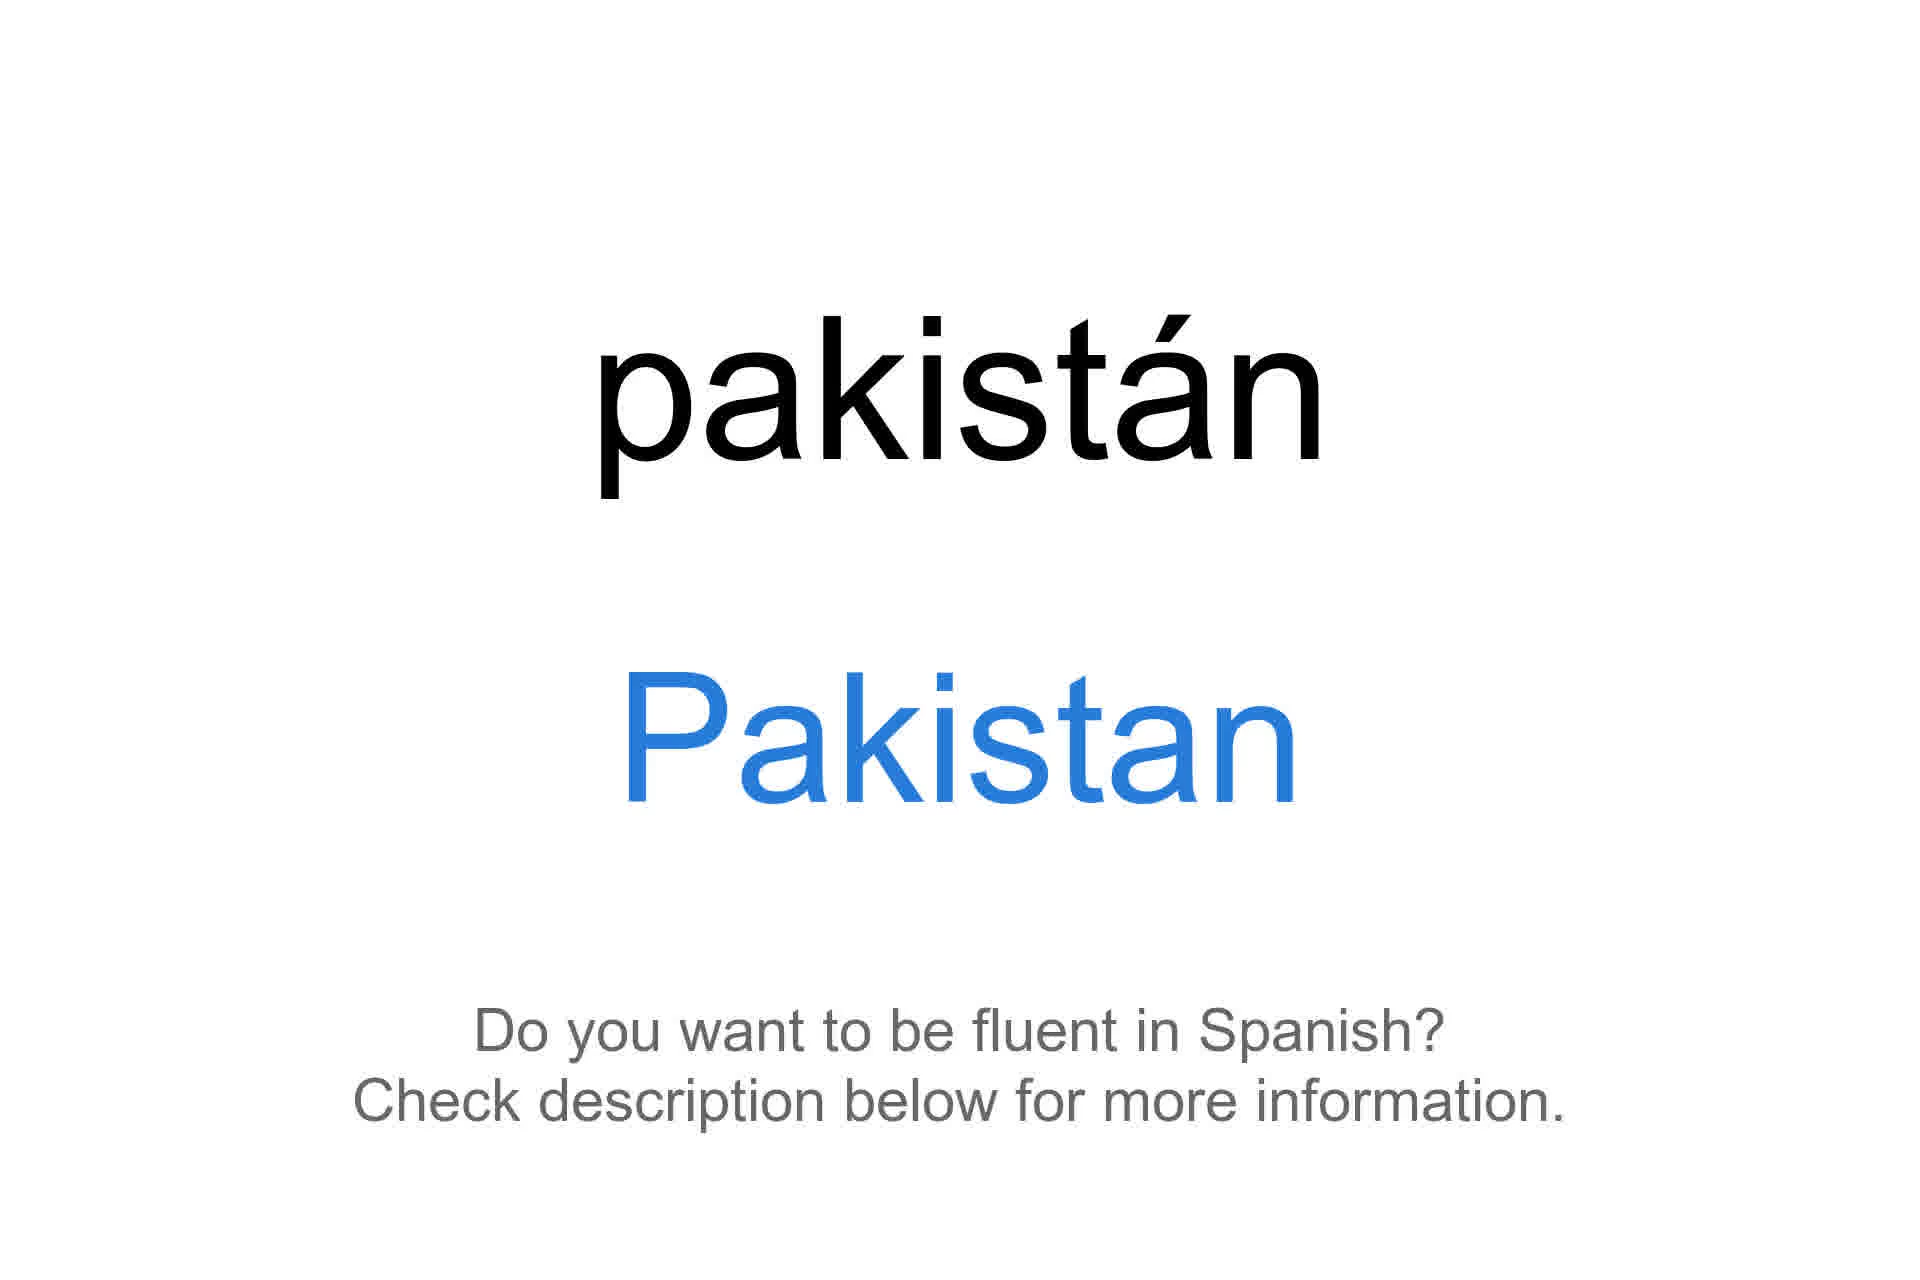 pakistán
Pakistan
Do you want to be fluent in Spanish?
Check description below for more information.